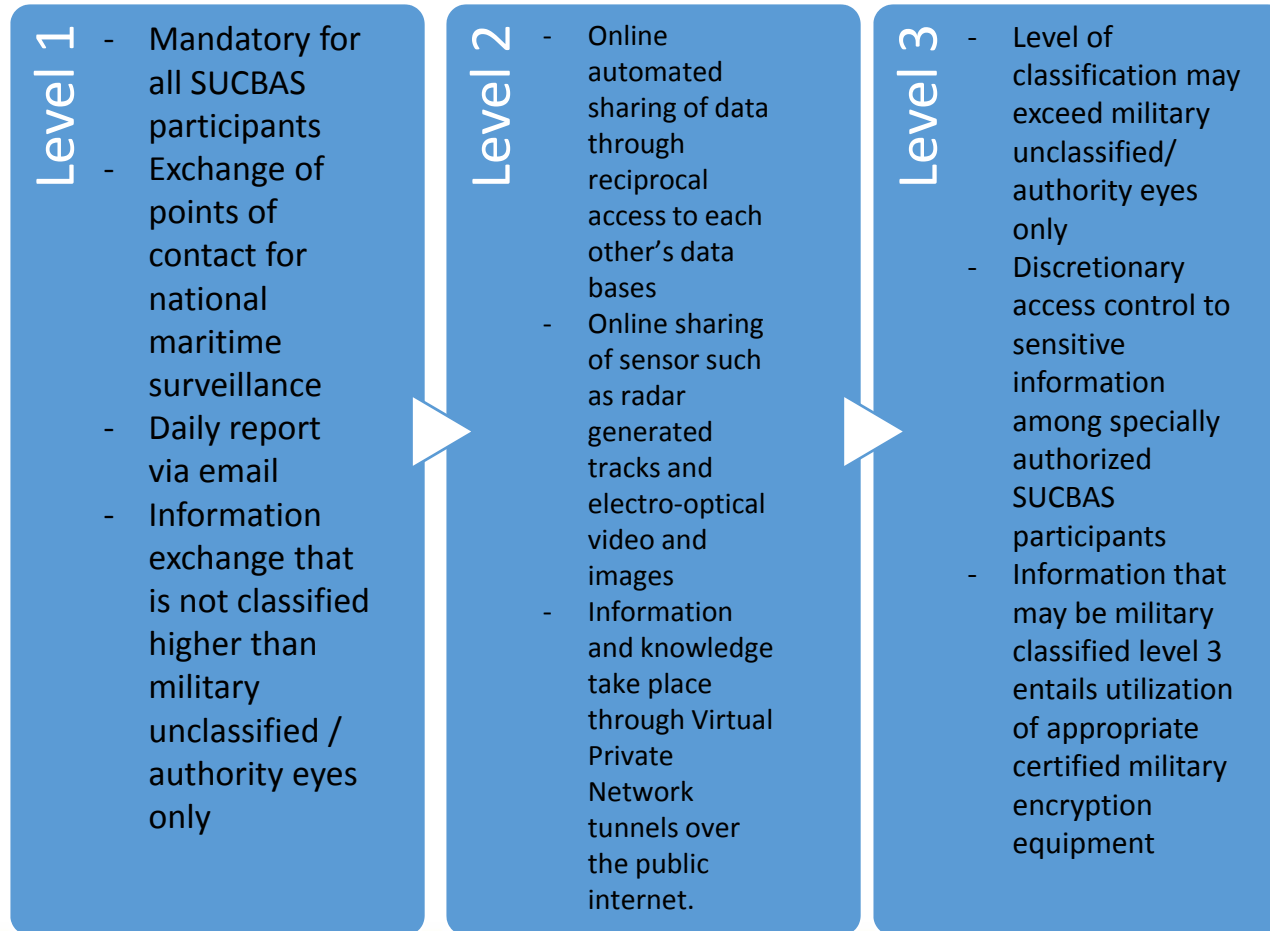 Level 1
- Mandatory for
all SUCBAS
participants
- Exchange of
points of
contact for
national
maritime
surveillance
- Daily report
via email
- Information
exchange that
is not classified
higher than
military
unclassified /
authority eyes
only
Level 2
- Online
automated
sharing of data
through
reciprocal
access to each
other’s data
bases
- Online sharing
of sensor such
as radar
generated
tracks and
electro-optical
video and
images
- Information
and knowledge
take place
through Virtual
Private
Network
tunnels over
the public
internet.
Level 3
- Level of
classification may
exceed military
unclassified/
authority eyes
only
- Discretionary
access control to
sensitive
information
among specially
authorized
SUCBAS
participants
- Information that
may be military
classified level 3
entails utilization
of appropriate
certified military
encryption
equipment